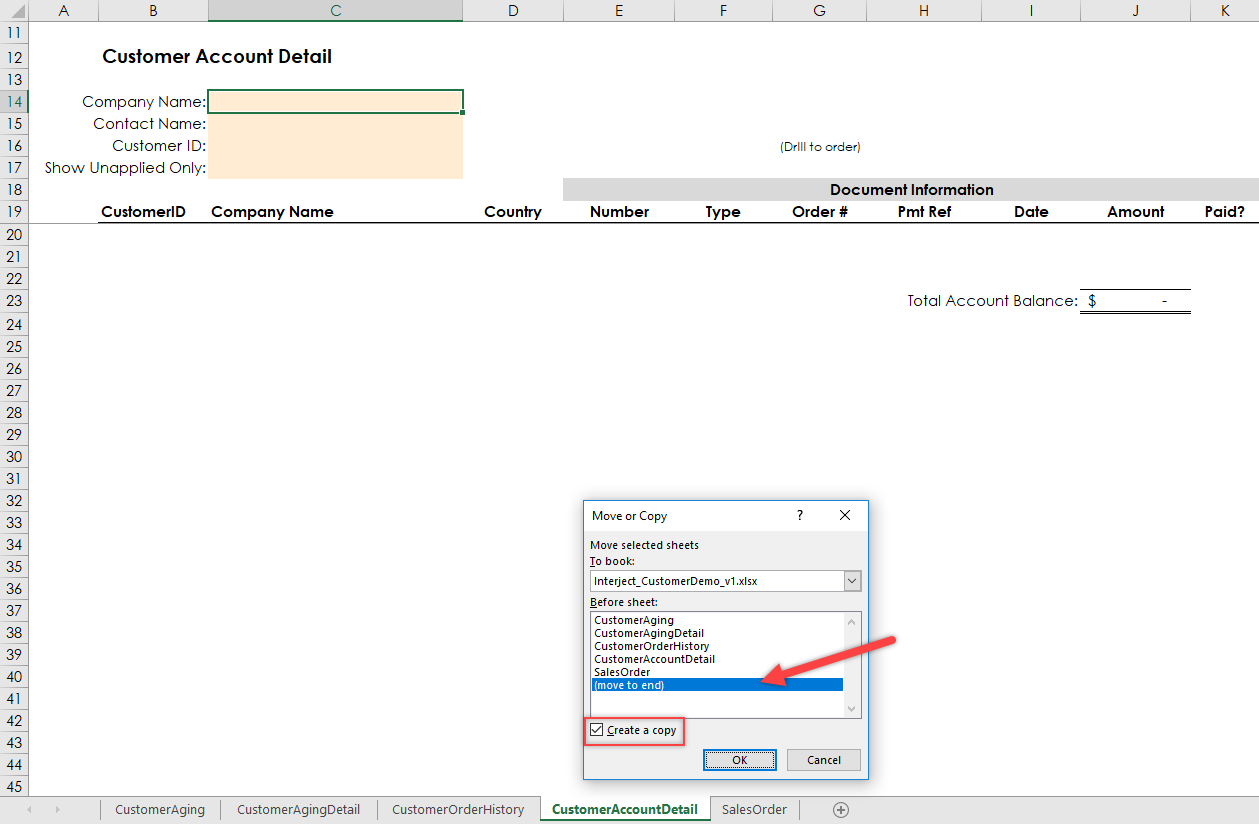 A B C D E F G H I J K
11
12 Customer Account Detail
13
14 Company Name:
15 Contact Name:
16 Customer ID: (Drill to order)
17 Show Unapplied Only:
18 Document Information
19 CustomerID Company Name Country Number Type Order # Pmt Ref Date Amount Paid?
20
21
22
23 Total Account Balance: $ -
24
25
26
27
28
29
30
31
32
33
34
35
36
37
38
39
40
41
42
43
44
45
Move or Copy ?
Move selected sheets
To book:
Interject_CustomerDemo_v1.xlsx
Before sheet:
CustomerAging
CustomerAgingDetail
CustomerOrderHistory
CustomerAccountDetail
SalesOrder
(move to end)
Create a copy
OK Cancel
CustomerAging CustomerAgingDetail CustomerOrderHistory CustomerAccountDetail SalesOrder